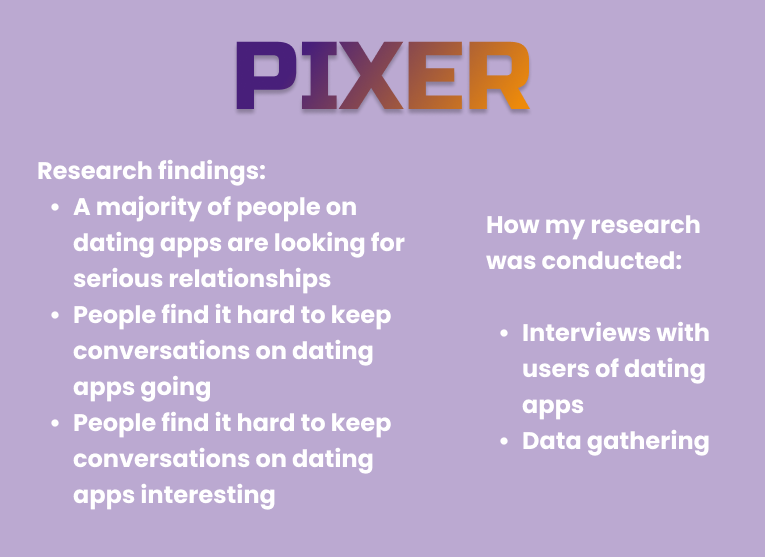 PIXER
Research findings:
• A majority of people on
dating apps are looking for
serious relationships
• People find it hard to keep
conversations on dating
apps going
• People find it hard to keep
conversations on dating
apps interesting
How my research
was conducted:
• Interviews with
users of dating
apps
• Data gathering